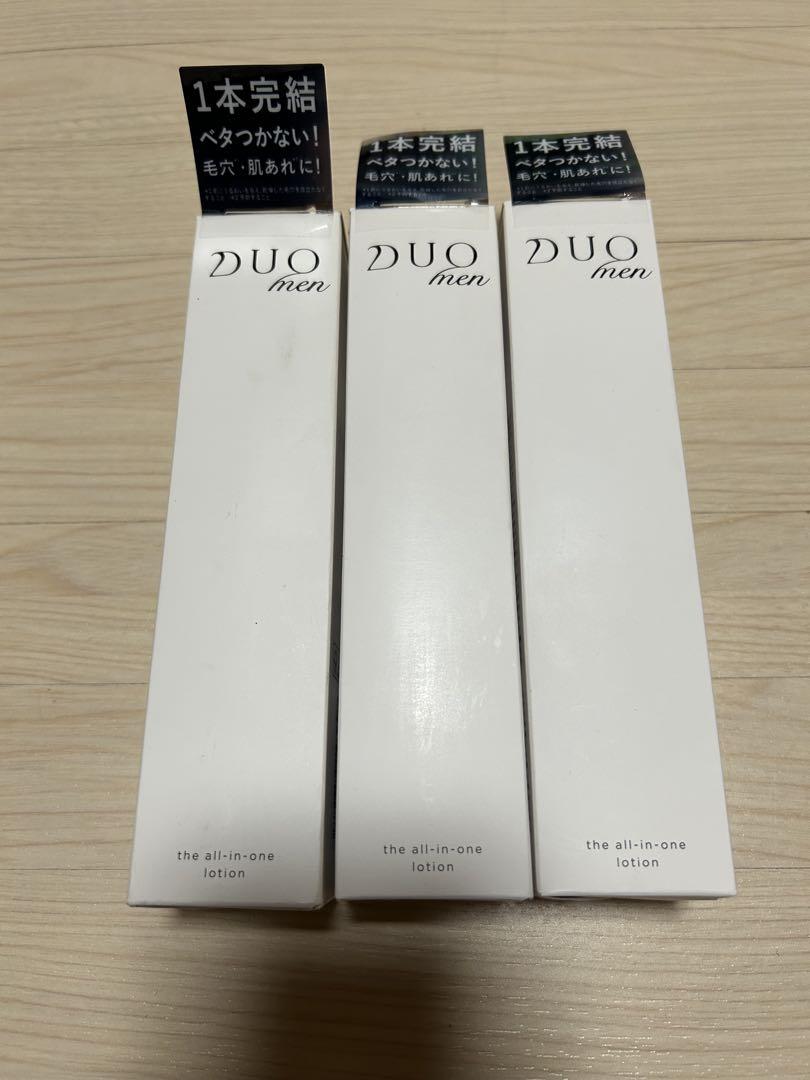 1本完結
ベタつかない!
毛穴・肌あれに!
DUO
men
the all-in-one
lotion
1本完結
ベタつかない!
毛穴・肌あれに!
DUO
men
the all-in-one
lotion
1本完結
ベタつかない!
毛穴・肌あれに!
DUO
men
the all-in-one
lotion